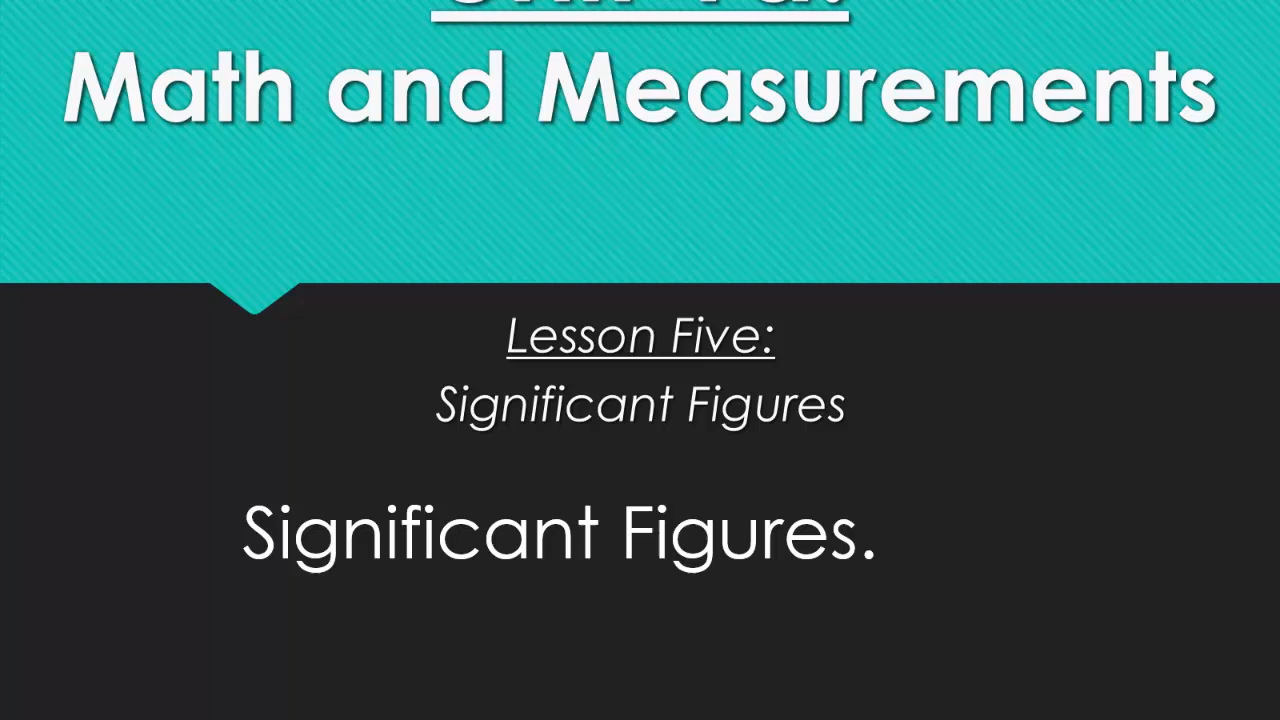 Math and Measurements
Lesson Five:
Significant Figures
Significant Figures.